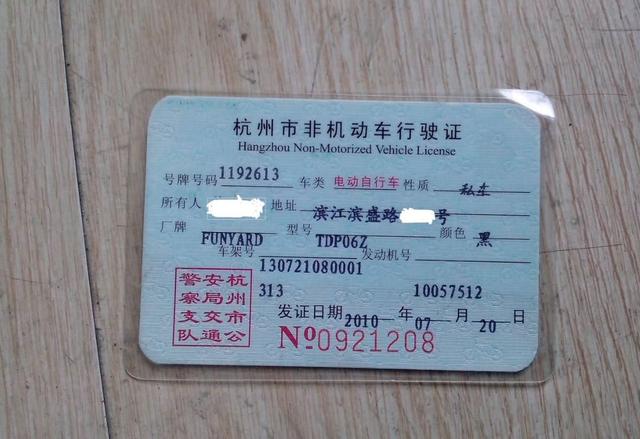 杭州市非机动车行驶证
Hangzhou Non-Motorized Vehicle License
号牌号码 1192613 车类 电动自行车 性质 私车
所有人 地址 滨江滨盛路 号
厂牌 FUNYARD 型号 TDP06Z 颜色 黑
车架号 130721080001 发动机号
313 10057512
发证日期 2010 年 07 月 20 日
№0921208
杭州市公
安局交通
警察支队